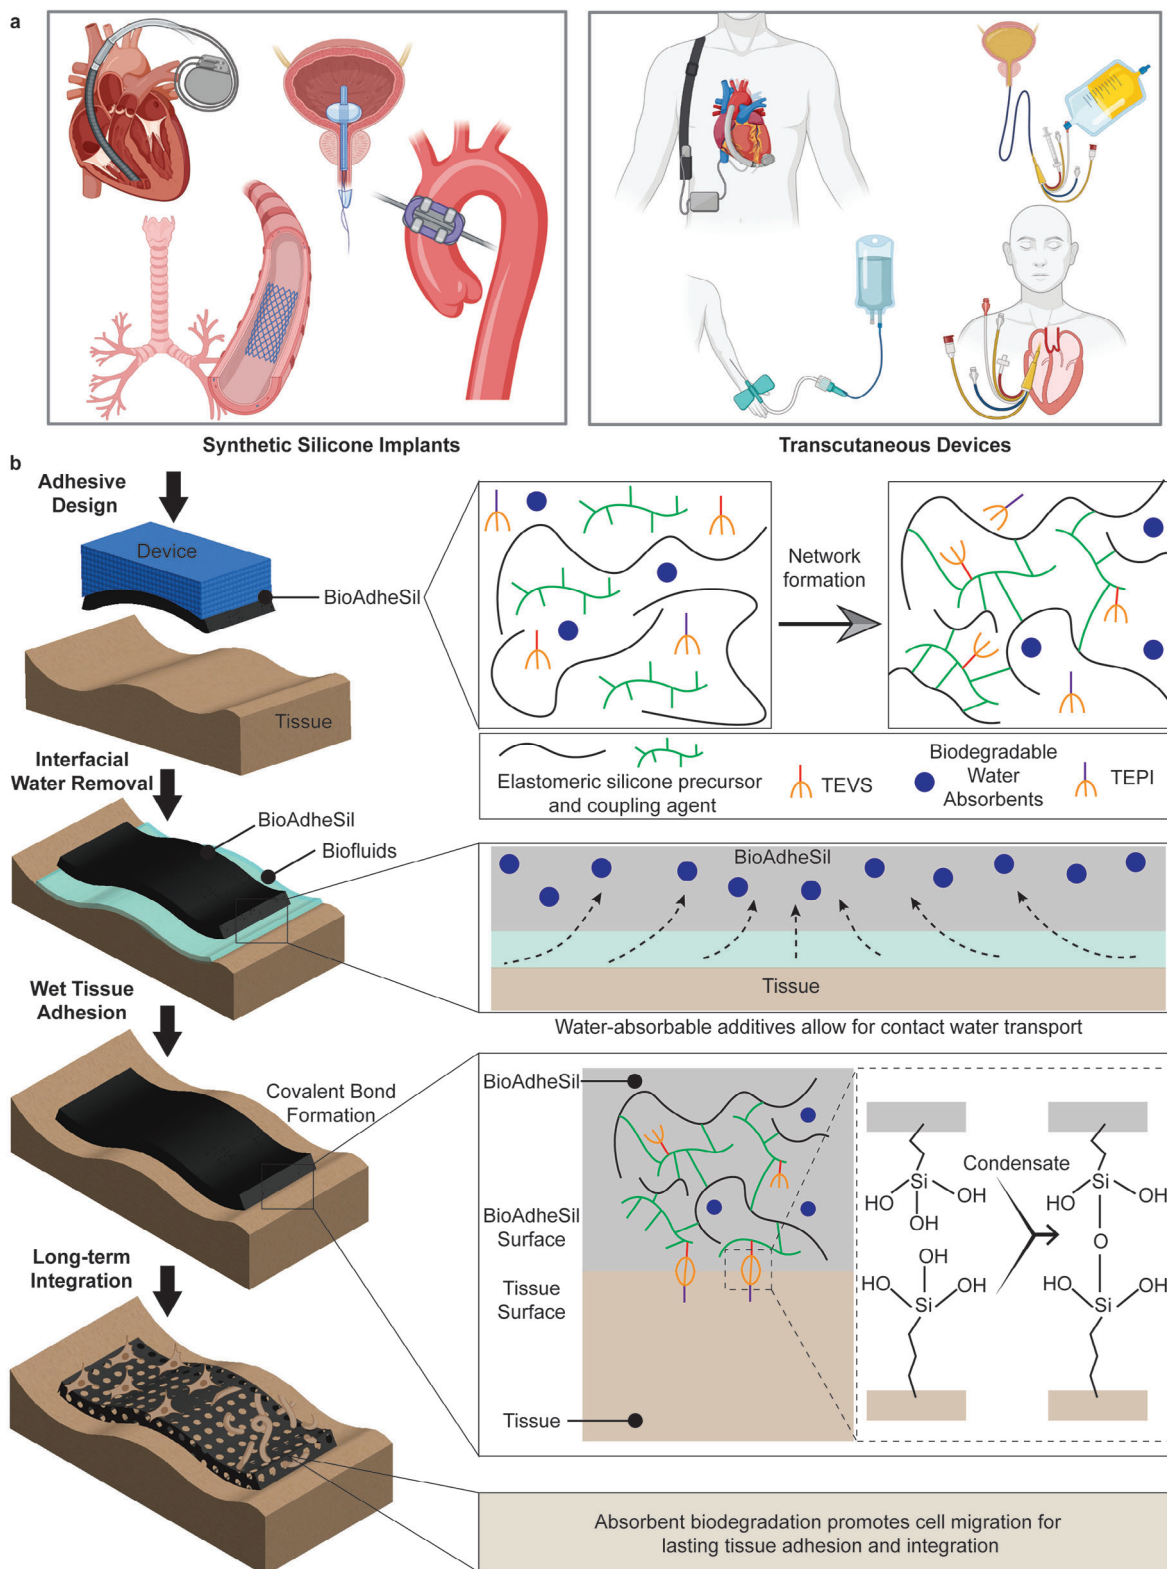 a
Synthetic Silicone Implants
Transcutaneous Devices
b
Adhesive
Design
Device
BioAdheSil
Tissue
Network
formation
Elastomeric silicone precursor
and coupling agent
TEVS
Biodegradable
Water
Absorbents
TEPI
Interfacial
Water Removal
BioAdheSil
Biofluids
BioAdheSil
Tissue
Water-absorbable additives allow for contact water transport
Wet Tissue
Adhesion
Covalent Bond
Formation
BioAdheSil
BioAdheSil
Surface
Tissue
Surface
Tissue
Si
HO
OH
OH
OH
HO
OH
Si
Condensate
Si
HO
OH
O
HO
OH
Si
Long-term
Integration
Absorbent biodegradation promotes cell migration for
lasting tissue adhesion and integration